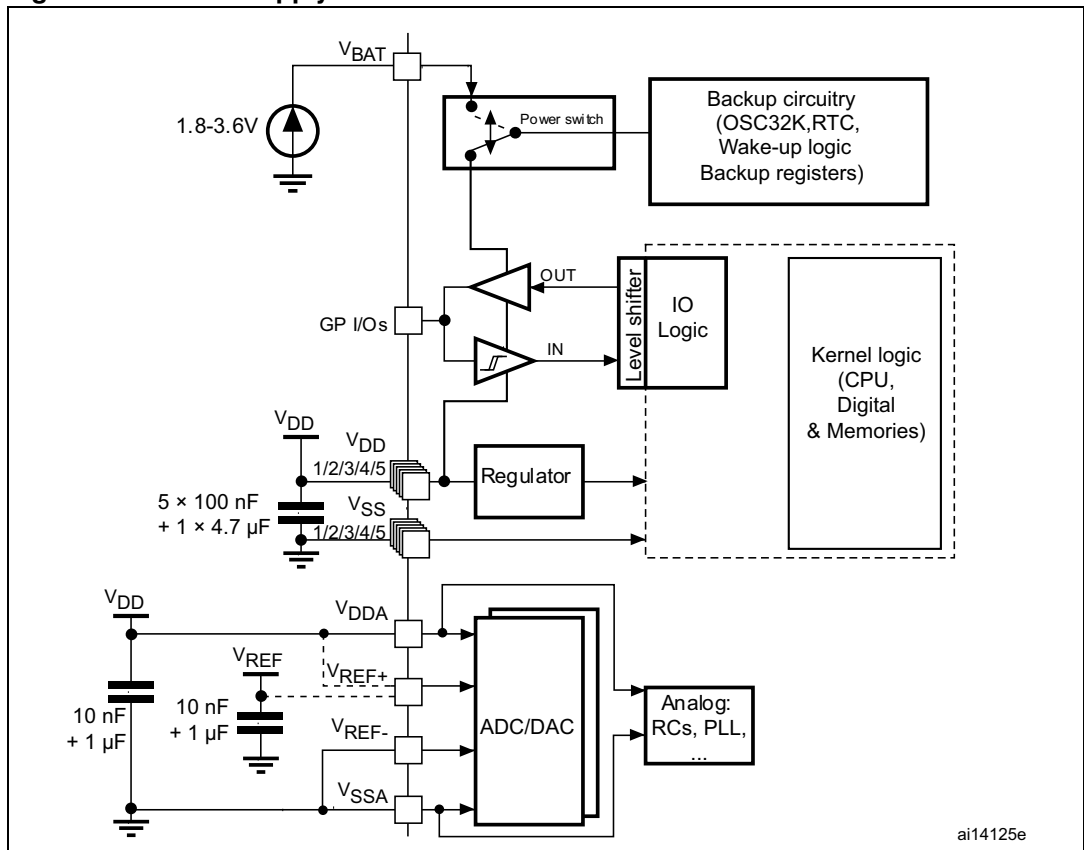 VBAT
1.8-3.6V
Power switch
Backup circuitry
(OSC32K,RTC,
Wake-up logic
Backup registers)
OUT
GP I/Os
IN
Level shifter
IO
Logic
Kernel logic
(CPU,
Digital
& Memories)
VDD
VDD
1/2/3/4/5
Regulator
5 × 100 nF
+ 1 × 4.7 µF
VSS
1/2/3/4/5
VDD
VDDA
VREF
VREF+
10 nF
+ 1 µF
10 nF
+ 1 µF
VREF-
ADC/DAC
Analog:
RCs, PLL,
...
VSSA
ai14125e